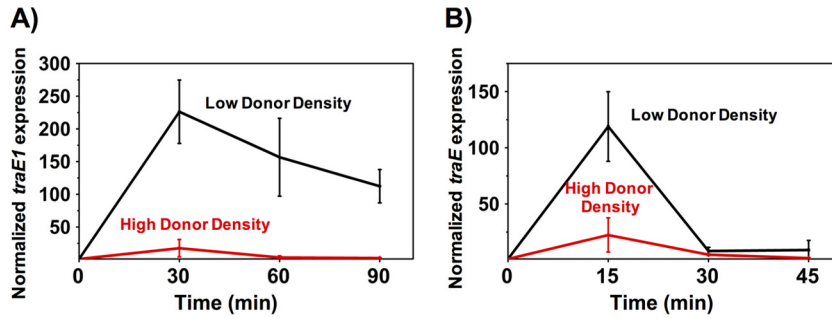 A)
Normalized traE1 expression
300
250
200
150
100
50
Low Donor Density
High Donor Density
0
30
60
90
Time (min)
B)
Normalized traE expression
150
100
50
Low Donor Density
High Donor
Density
0
15
30
45
Time (min)